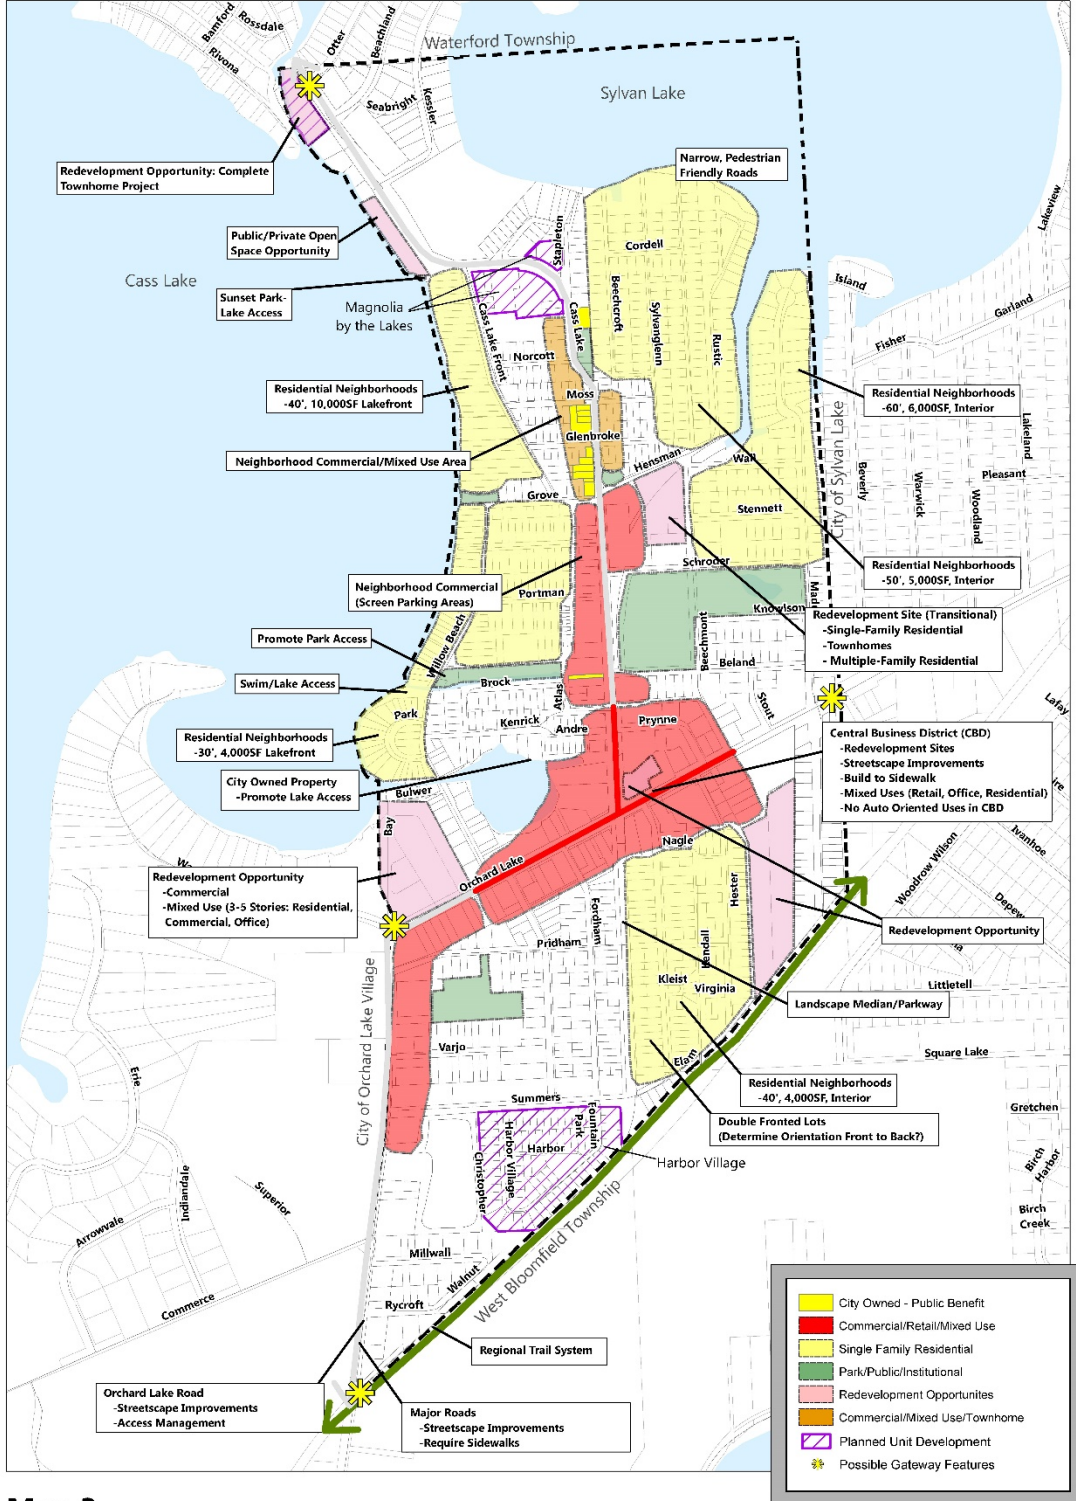 Bamford
Rossdale
Otter
Beachland
Rivona
Waterford Township
Seabright
Kessler
Sylvan Lake
Narrow, Pedestrian
Friendly Roads
Redevelopment Opportunity: Complete
Townhome Project
Lakeview
Public/Private Open
Space Opportunity
Stapleton
Cordell
Cass Lake
Island
Sunset Park-
Lake Access
Magnolia
by the Lakes
Cass Lake Front
Cass Lake
Beechcroft
Sylvanglenn
Rustic
Garland
Fisher
Norcott
Residential Neighborhoods
-40', 10,000SF Lakefront
Moss
Residential Neighborhoods
-60', 6,000SF, Interior
Lakeland
Glenbroke
Neighborhood Commercial/Mixed Use Area
Hensman
Wall
City of Sylvan Lake
Beverly
Warwick
Woodland
Pleasant
Grove
Stennett
Schroder
Residential Neighborhoods
-50', 5,000SF, Interior
Neighborhood Commercial
(Screen Parking Areas)
Portman
Knowlson
Redevelopment Site (Transitional)
-Single-Family Residential
-Townhomes
- Multiple-Family Residential
Promote Park Access
Willow Beach
Beechmont
Beland
Swim/Lake Access
Brock
Atlas
Stout
Lafay
Park
Kenrick
Andre
Prynne
Residential Neighborhoods
-30', 4,000SF Lakefront
Central Business District (CBD)
-Redevelopment Sites
-Streetscape Improvements
-Build to Sidewalk
-Mixed Uses (Retail, Office, Residential)
-No Auto Oriented Uses in CBD
City Owned Property
-Promote Lake Access
Bulwer
Bay
Nagle
Ivanhoe
Woodrow Wilson
Orchard Lake
Redevelopment Opportunity
-Commercial
-Mixed Use (3-5 Stories: Residential,
Commercial, Office)
Hester
Fordham
Kendall
Depew
Redevelopment Opportunity
Pridham
Kleist
Virginia
Littletell
Landscape Median/Parkway
City of Orchard Lake Village
Varjo
Elam
Square Lake
Erie
Residential Neighborhoods
-40', 4,000SF, Interior
Summers
Gretchen
Double Fronted Lots
(Determine Orientation Front to Back?)
Fountain
Park
Harbor
Harbor Village
Christopher
Harbor Village
Birch
Harbor
Indiandale
Superior
Birch
Creek
Arrowvale
West Bloomfield Township
Millwall
Walnut
Commerce
Rycroft
Regional Trail System
Orchard Lake Road
-Streetscape Improvements
-Access Management
Major Roads
-Streetscape Improvements
-Require Sidewalks
City Owned - Public Benefit
Commercial/Retail/Mixed Use
Single Family Residential
Park/Public/Institutional
Redevelopment Opportunites
Commercial/Mixed Use/Townhome
Planned Unit Development
Possible Gateway Features